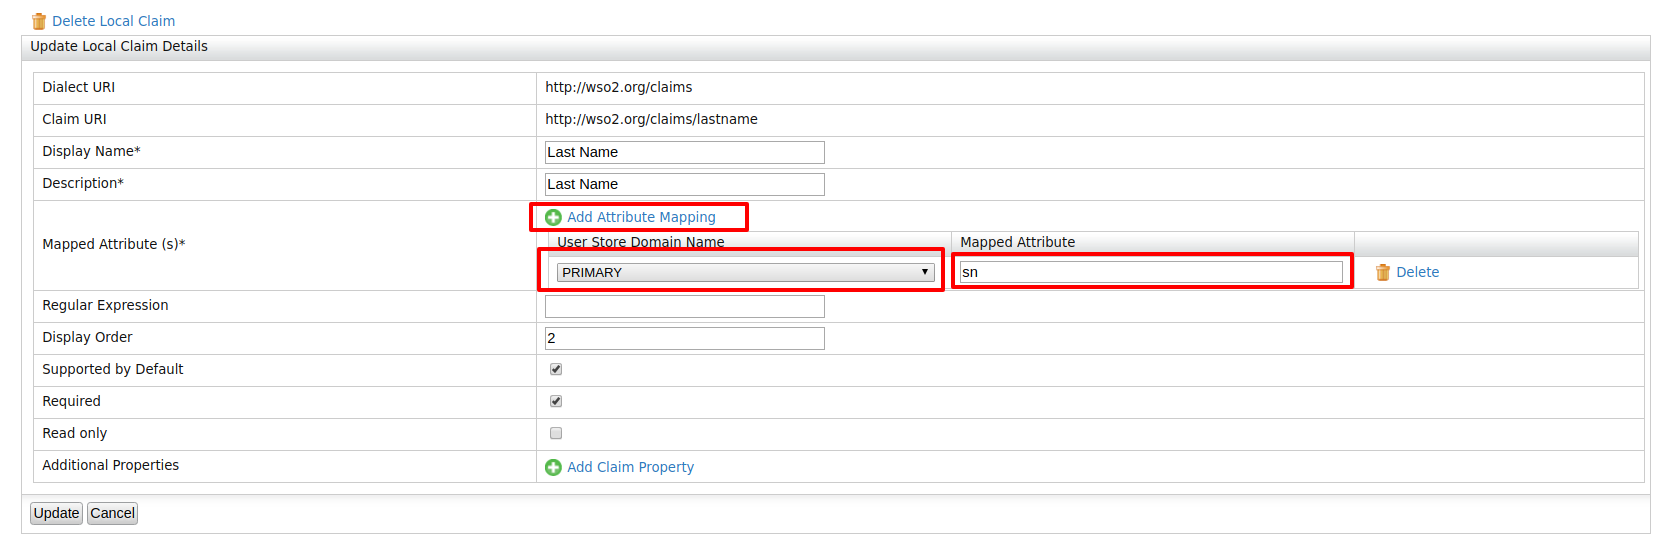 Delete Local Claim
Update Local Claim Details
Dialect URI http://wso2.org/claims
Claim URI http://wso2.org/claims/lastname
Display Name* Last Name
Description* Last Name
Add Attribute Mapping
Mapped Attribute (s)*
User Store Domain Name Mapped Attribute
PRIMARY sn Delete
Regular Expression
Display Order 2
Supported by Default
Required
Read only
Additional Properties Add Claim Property
Update Cancel